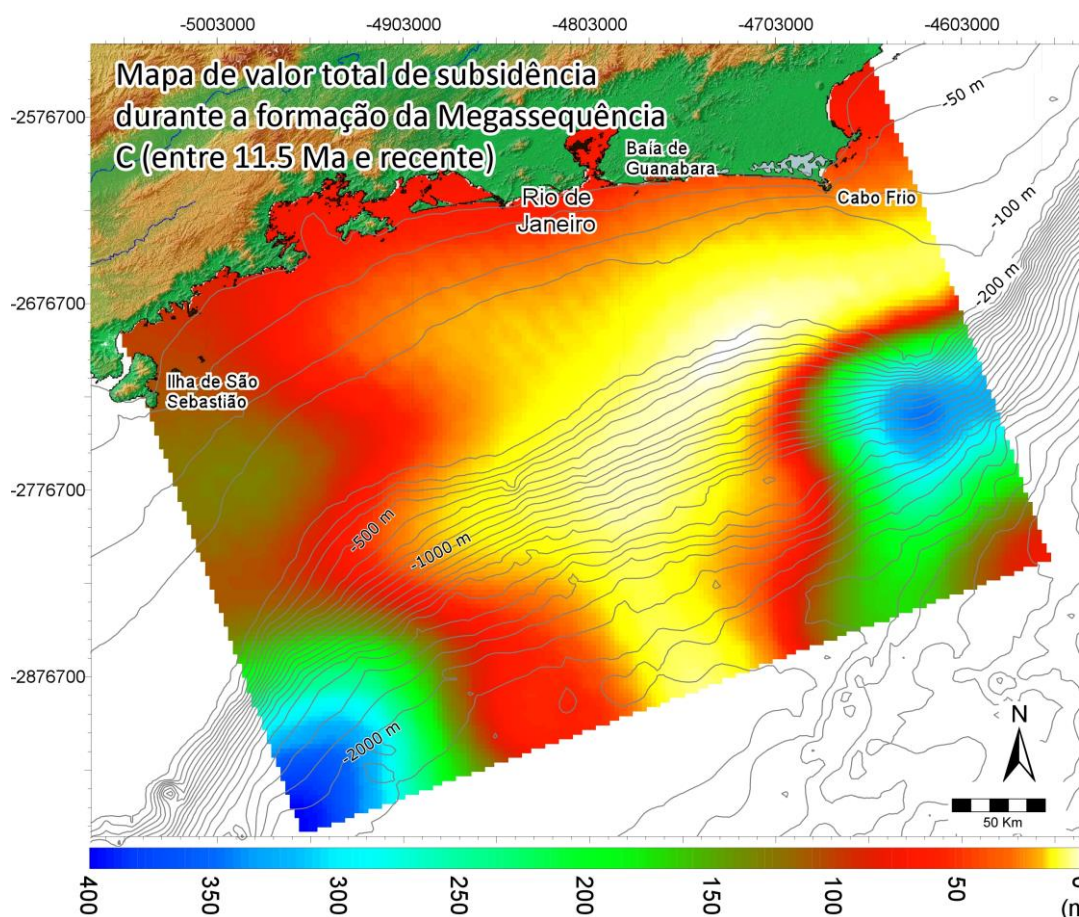 -5003000 -4903000 -4803000 -4703000 -4603000 m
Mapa de valor total de subsidência
durante a formação da Megassequência
C (entre 11.5 Ma e recente)
-50 m
-2576700
Baía de
Guanabara
Rio de
Janeiro
Cabo Frio
-100 m
-2676700
-200 m
Ilha de São
Sebastião
-2776700
-500 m
-1000 m
-2876700
-2000 m
N
50 Km
400 350 300 250 200 150 100 50